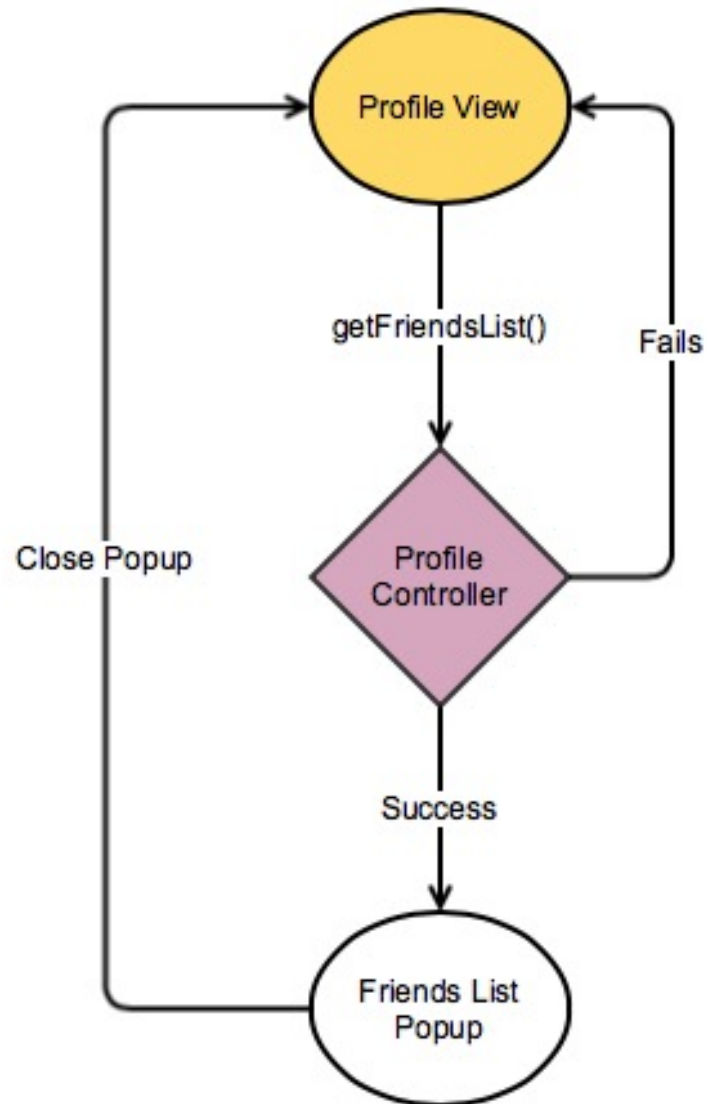 Profile View
getFriendsList()
Fails
Close Popup
Profile
Controller
Success
Friends List
Popup